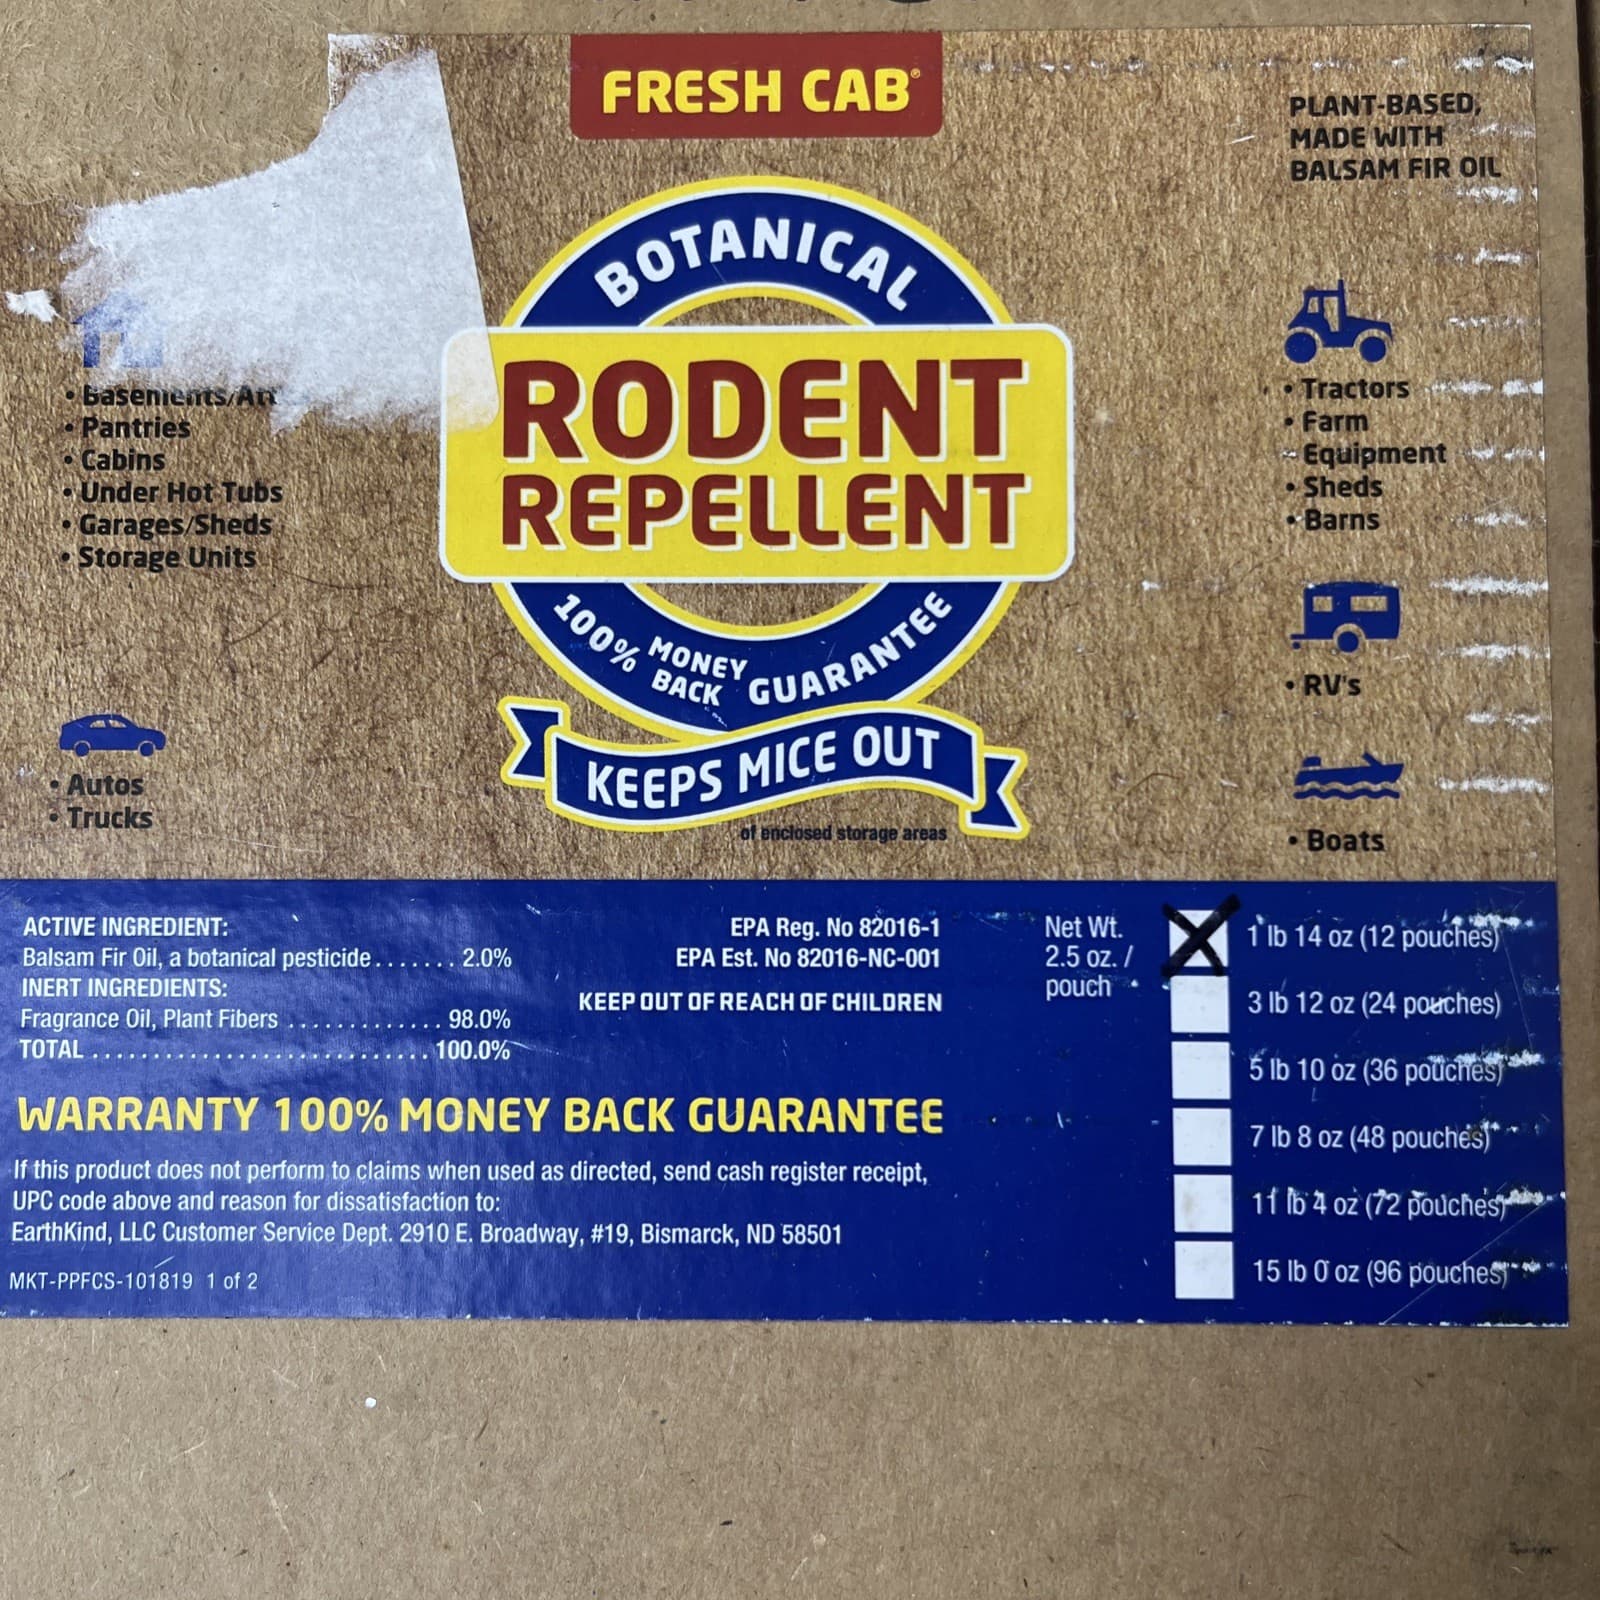 FRESH CAB®
PLANT-BASED,
MADE WITH
BALSAM FIR OIL
BOTANICAL
RODENT
REPELLENT
100% MONEY BACK GUARANTEE
KEEPS MICE OUT
of enclosed storage areas
• Basements/
• Pantries
• Cabins
• Under Hot Tubs
• Garages/Sheds
• Storage Units
• Autos
• Trucks
• Tractors
• Farm
- Equipment
• Sheds
• Barns
• RV's
• Boats
ACTIVE INGREDIENT:
Balsam Fir Oil, a botanical pesticide ....... 2.0%
INERT INGREDIENTS:
Fragrance Oil, Plant Fibers ............. 98.0%
TOTAL ............................ 100.0%
EPA Reg. No 82016-1
EPA Est. No 82016-NC-001
KEEP OUT OF REACH OF CHILDREN
Net Wt.
2.5 oz. /
pouch
1 lb 14 oz (12 pouches)
3 lb 12 oz (24 pouches)
5 lb 10 oz (36 pouches)
7 lb 8 oz (48 pouches)
11 lb 4 oz (72 pouches)
15 lb 0 oz (96 pouches)
WARRANTY 100% MONEY BACK GUARANTEE
If this product does not perform to claims when used as directed, send cash register receipt,
UPC code above and reason for dissatisfaction to:
EarthKind, LLC Customer Service Dept. 2910 E. Broadway, #19, Bismarck, ND 58501
MKT-PPFCS-101819 1 of 2